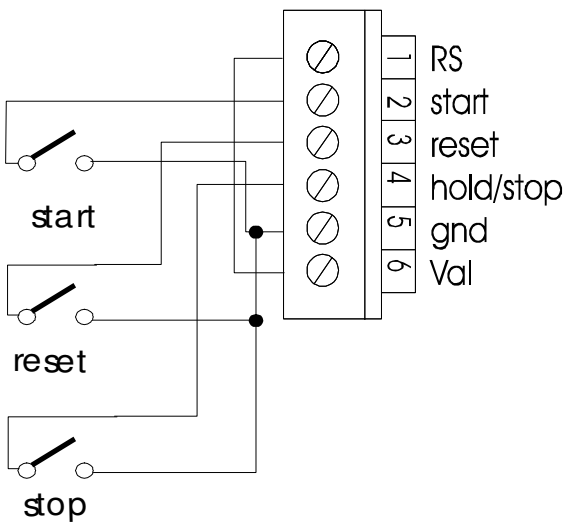 1 RS
2 start
3 reset
4 hold/stop
5 gnd
6 Val
start
reset
stop